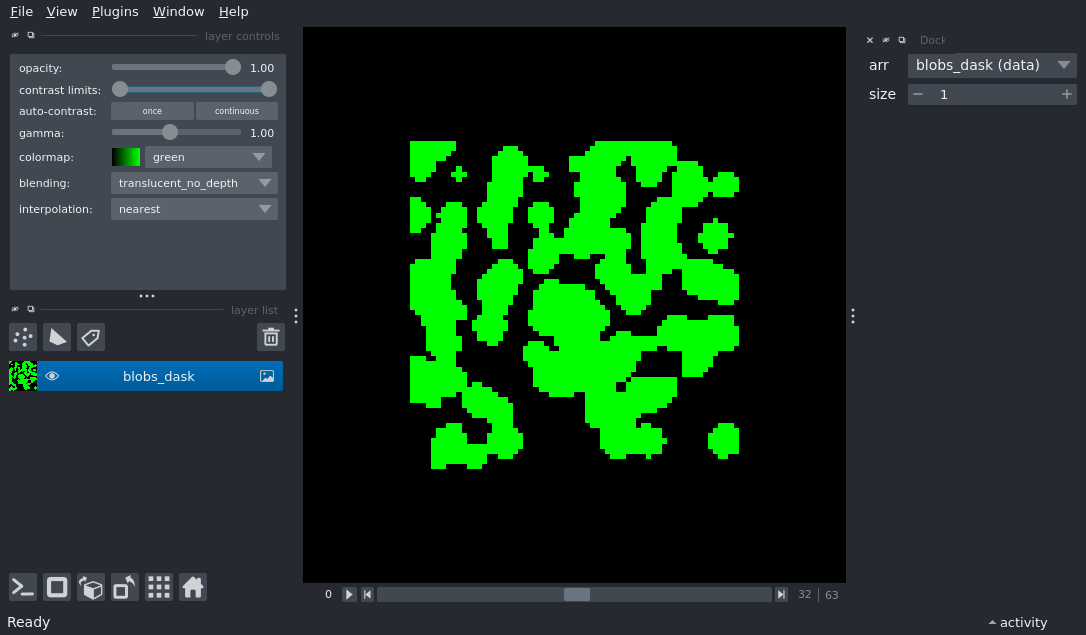 File View Plugins Window Help
layer controls
opacity: 1.00
contrast limits:
auto-contrast: once continuous
gamma: 1.00
colormap: green
blending: translucent_no_depth
interpolation: nearest
layer list
blobs_dask
0 32 63
Dock
arr blobs_dask (data)
size 1
Ready
activity